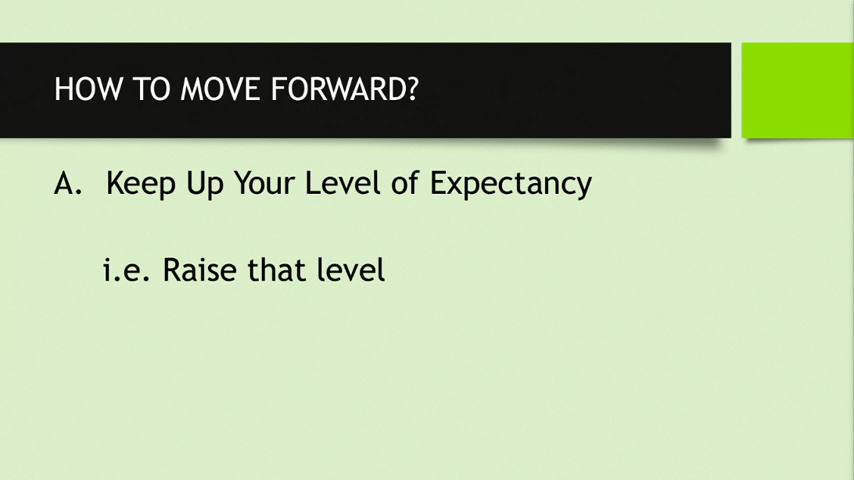 HOW TO MOVE FORWARD?
A. Keep Up Your Level of Expectancy
i.e. Raise that level